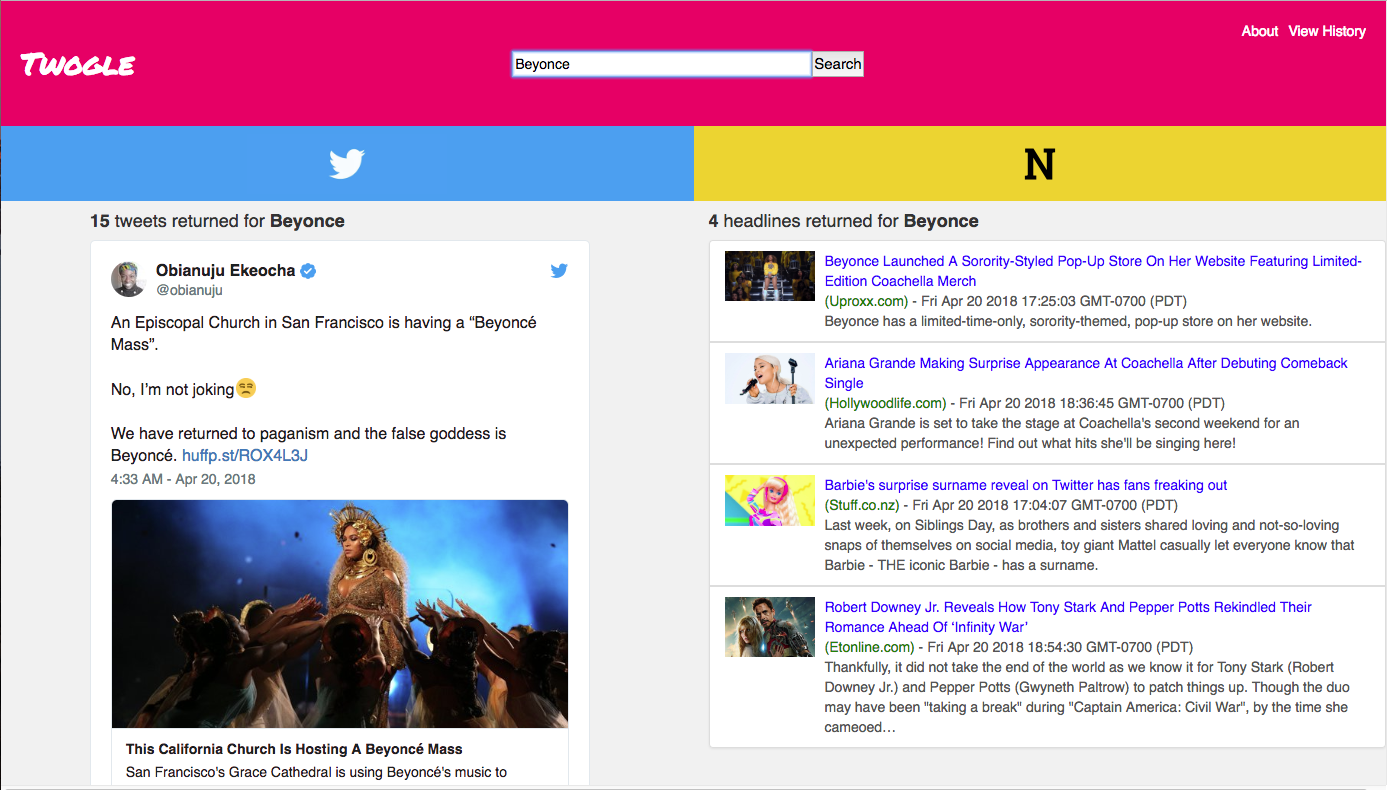 About View History
Twogle
Beyonce Search
N
15 tweets returned for Beyonce
Obianuju Ekeocha
@obianuju
An Episcopal Church in San Francisco is having a “Beyoncé
Mass”.
No, I’m not joking😒
We have returned to paganism and the false goddess is
Beyoncé. huffp.st/ROX4L3J
4:33 AM - Apr 20, 2018
This California Church Is Hosting A Beyoncé Mass
San Francisco's Grace Cathedral is using Beyoncé's music to
4 headlines returned for Beyonce
Beyonce Launched A Sorority-Styled Pop-Up Store On Her Website Featuring Limited-
Edition Coachella Merch
(Uproxx.com) - Fri Apr 20 2018 17:25:03 GMT-0700 (PDT)
Beyonce has a limited-time-only, sorority-themed, pop-up store on her website.
Ariana Grande Making Surprise Appearance At Coachella After Debuting Comeback
Single
(Hollywoodlife.com) - Fri Apr 20 2018 18:36:45 GMT-0700 (PDT)
Ariana Grande is set to take the stage at Coachella's second weekend for an
unexpected performance! Find out what hits she'll be singing here!
Barbie's surprise surname reveal on Twitter has fans freaking out
(Stuff.co.nz) - Fri Apr 20 2018 17:04:07 GMT-0700 (PDT)
Last week, on Siblings Day, as brothers and sisters shared loving and not-so-loving
snaps of themselves on social media, toy giant Mattel casually let everyone know that
Barbie - THE iconic Barbie - has a surname.
Robert Downey Jr. Reveals How Tony Stark And Pepper Potts Rekindled Their
Romance Ahead Of ‘Infinity War’
(Etonline.com) - Fri Apr 20 2018 18:54:30 GMT-0700 (PDT)
Thankfully, it did not take the end of the world as we know it for Tony Stark (Robert
Downey Jr.) and Pepper Potts (Gwyneth Paltrow) to patch things up. Though the duo
may have been "taking a break" during "Captain America: Civil War", by the time she
cameoed…